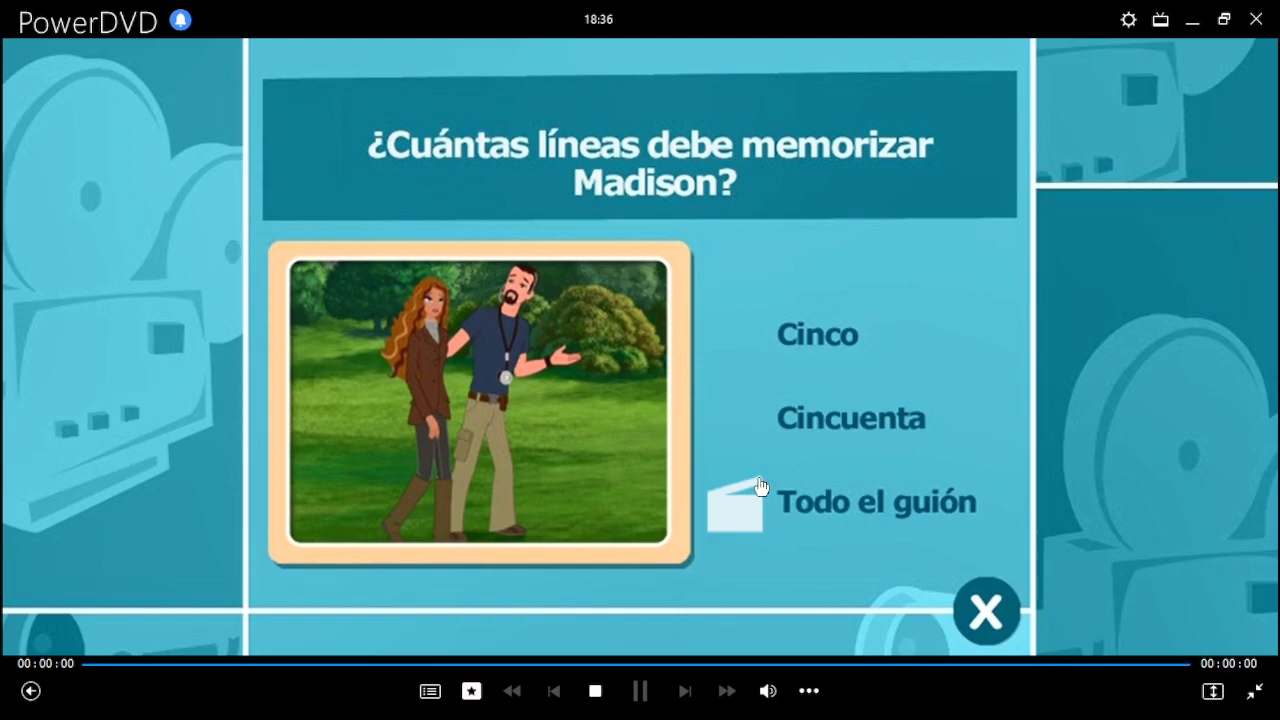 PowerDVD
18:36
¿Cuántas líneas debe memorizar
Madison?
Cinco
Cincuenta
Todo el guión
X
00:00:00
00:00:00